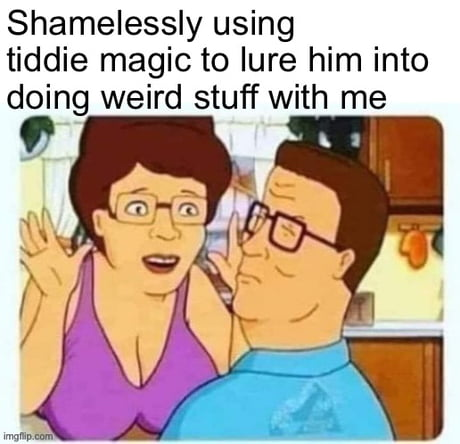 Shamelessly using
tiddie magic to lure him into
doing weird stuff with me
imgflip.com